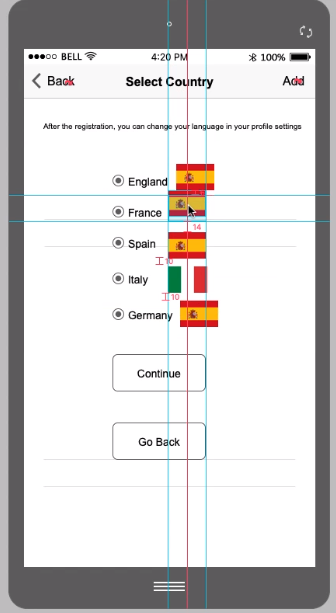 BELL 4:20 PM 100%
Back Select Country Add
After the registration, you can change your language in your profile settings
England
France
14
Spain
10
Italy
10
Germany
Continue
Go Back